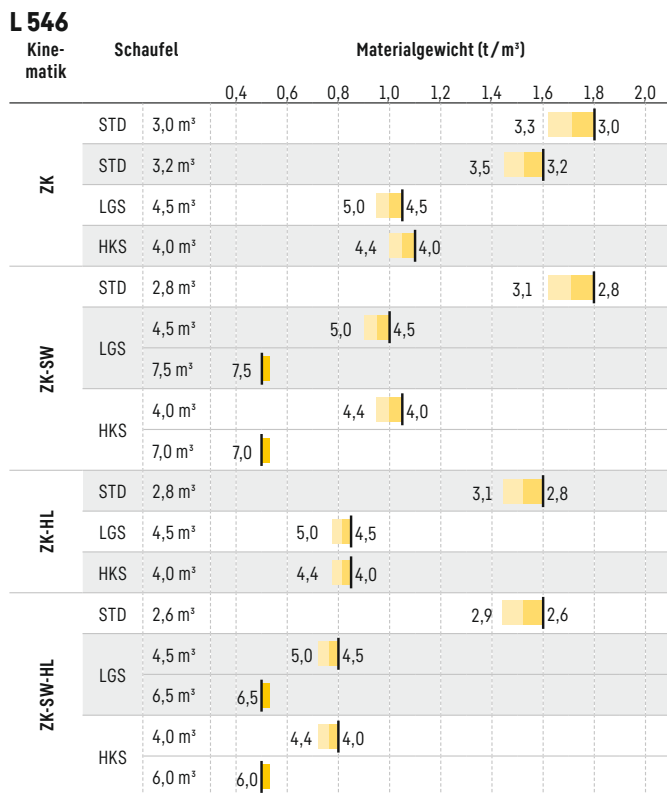 L 546
Kine-
matik
Schaufel
Materialgewicht (t / m³)
0,4 0,6 0,8 1,0 1,2 1,4 1,6 1,8 2,0
ZK
STD 3,0 m³ 3,3 3,0
STD 3,2 m³ 3,5 3,2
LGS 4,5 m³ 5,0 4,5
HKS 4,0 m³ 4,4 4,0
ZK-SW
STD 2,8 m³ 3,1 2,8
LGS
4,5 m³ 5,0 4,5
7,5 m³ 7,5
HKS
4,0 m³ 4,4 4,0
7,0 m³ 7,0
ZK-HL
STD 2,8 m³ 3,1 2,8
LGS 4,5 m³ 5,0 4,5
HKS 4,0 m³ 4,4 4,0
ZK-SW-HL
STD 2,6 m³ 2,9 2,6
LGS
4,5 m³ 5,0 4,5
6,5 m³ 6,5
HKS
4,0 m³ 4,4 4,0
6,0 m³ 6,0